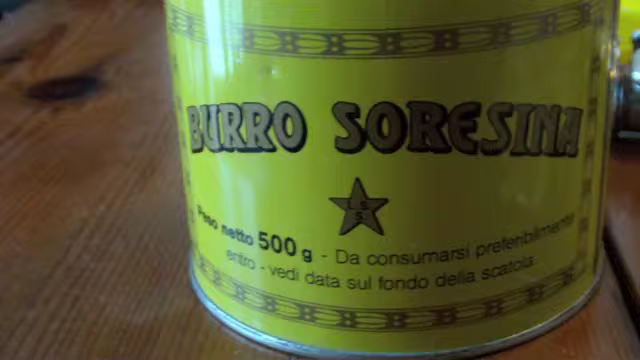 BURRO SORESINA
L.S.
S.
Peso netto 500 g - Da consumarsi preferibilmente
entro - vedi data sul fondo della scatola